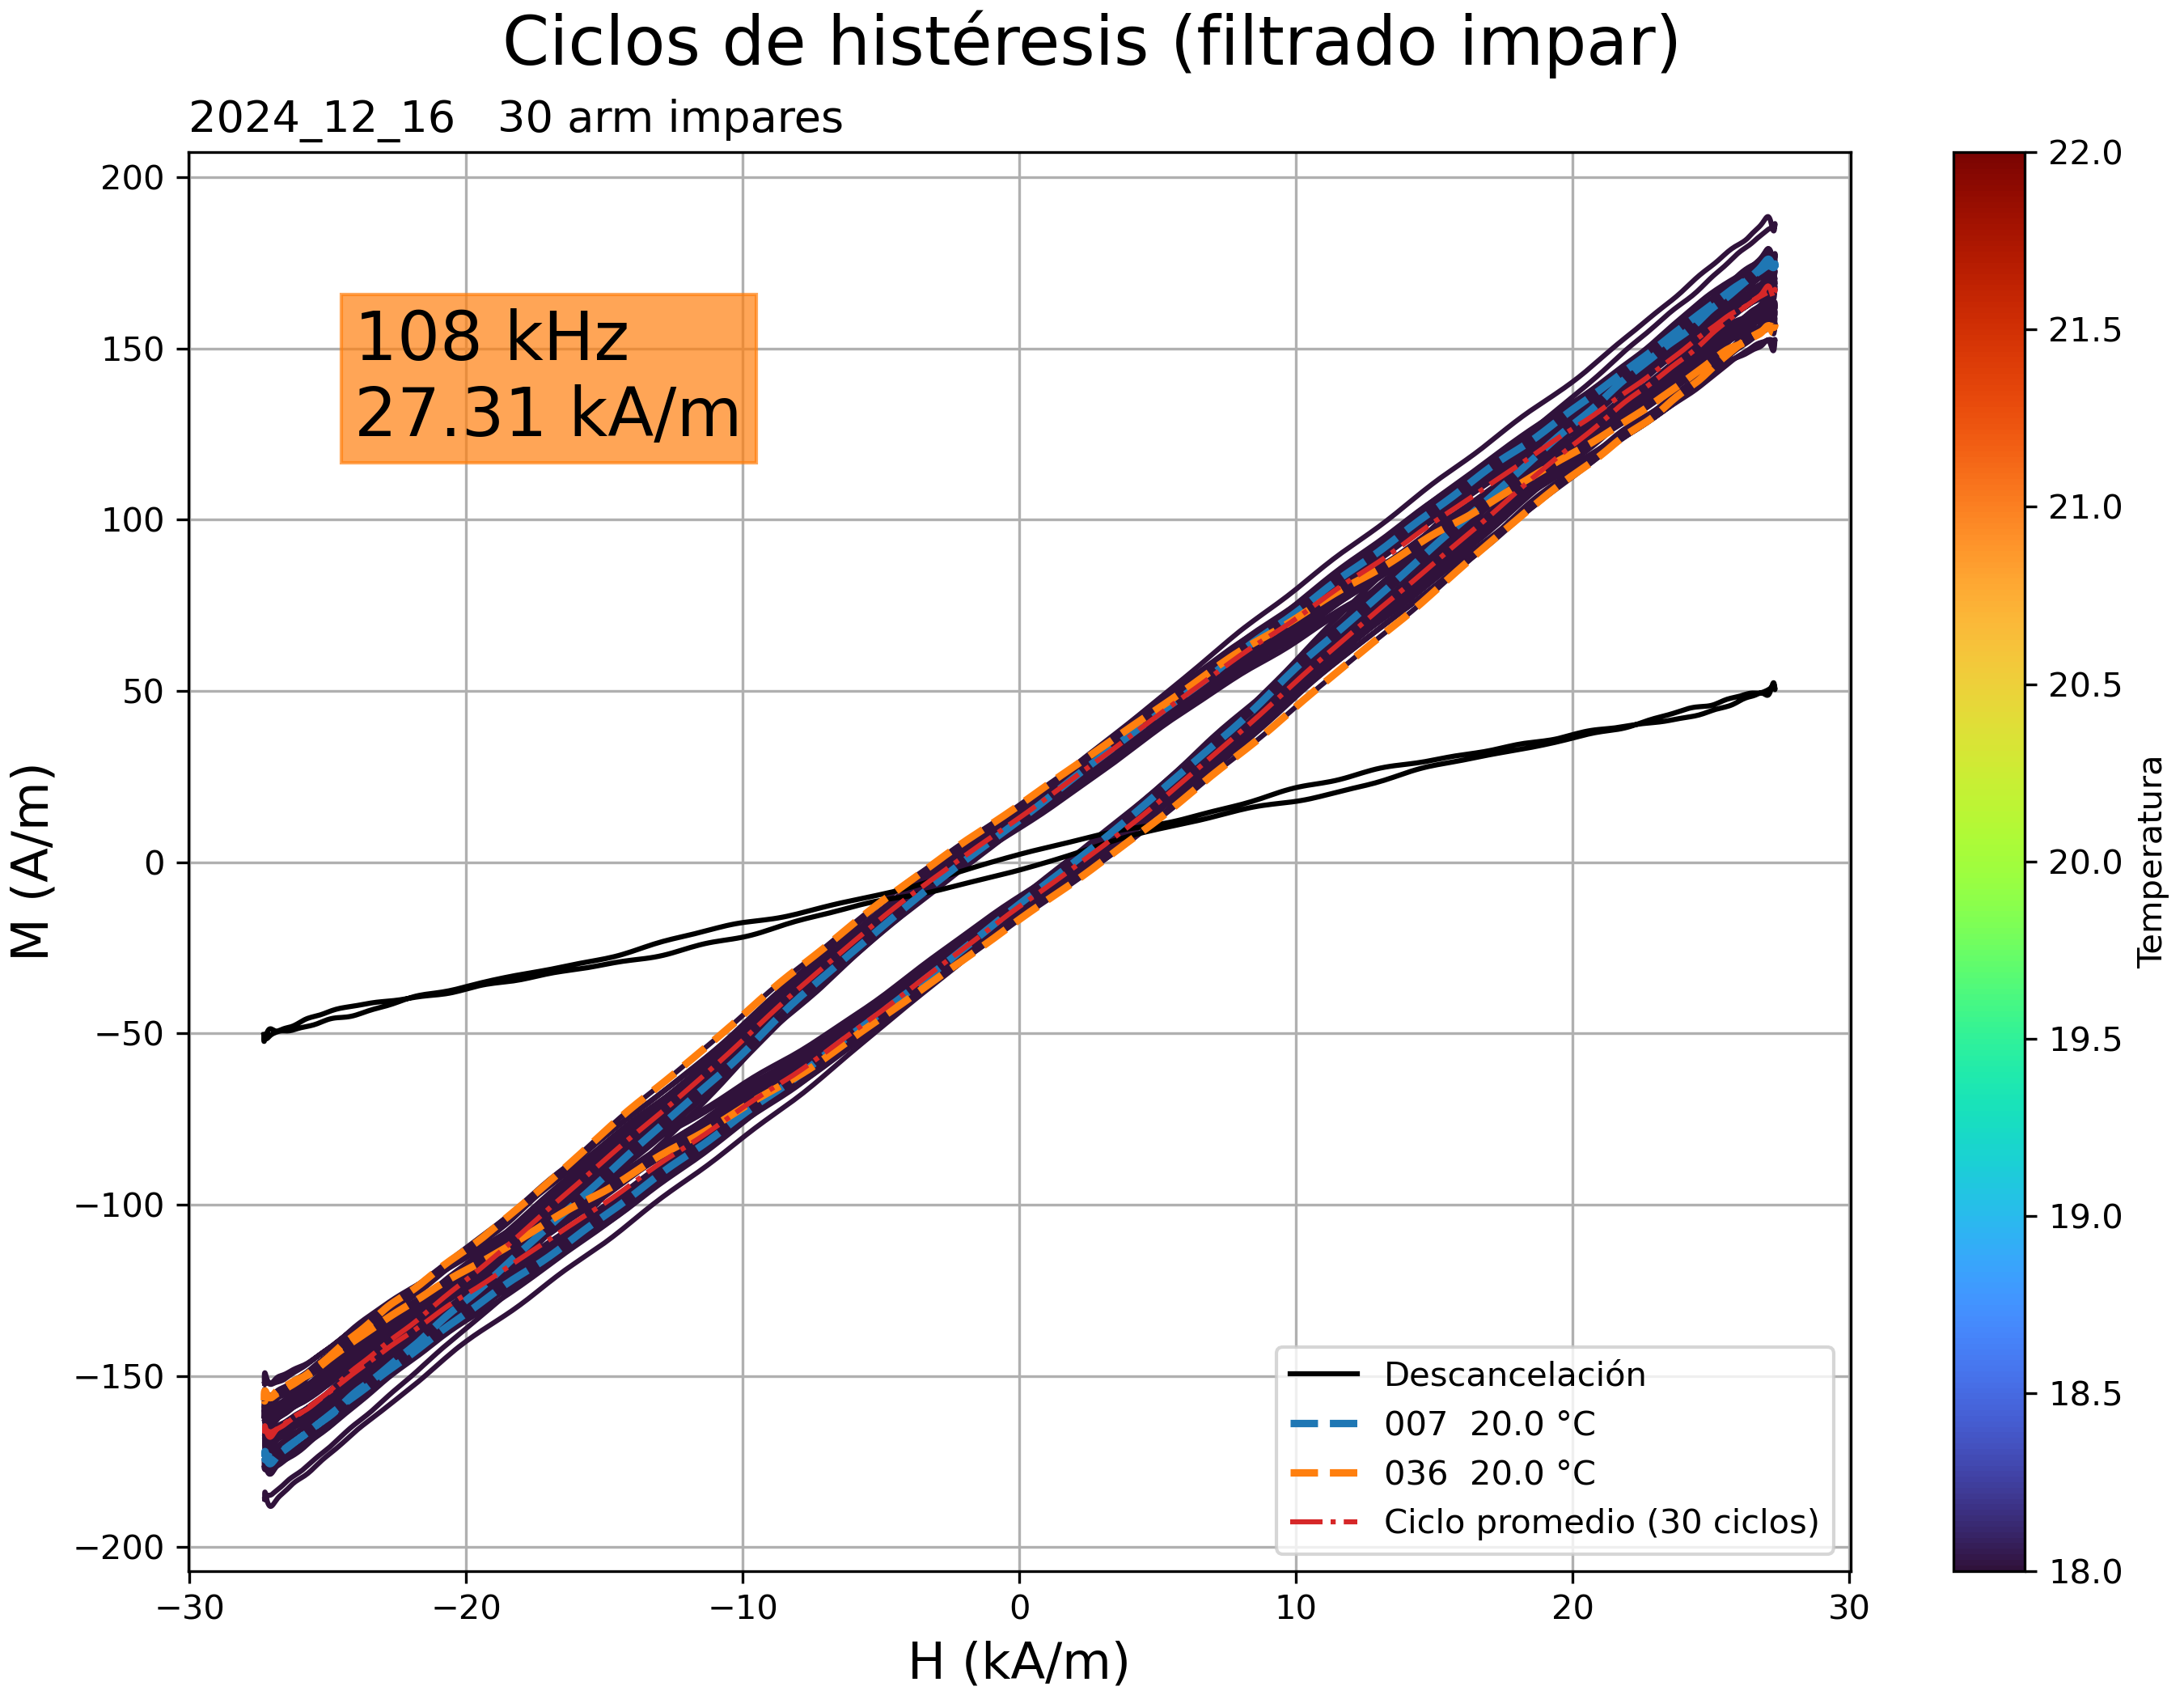 Ciclos de histéresis (filtrado impar)
2024_12_16   30 arm impares
108 kHz
27.31 kA/m
200
150
100
50
0
−50
−100
−150
−200
M (A/m)
−30
−20
−10
0
10
20
30
H (kA/m)
Descancelación
007  20.0 °C
036  20.0 °C
Ciclo promedio (30 ciclos)
22.0
21.5
21.0
20.5
20.0
19.5
19.0
18.5
18.0
Temperatura